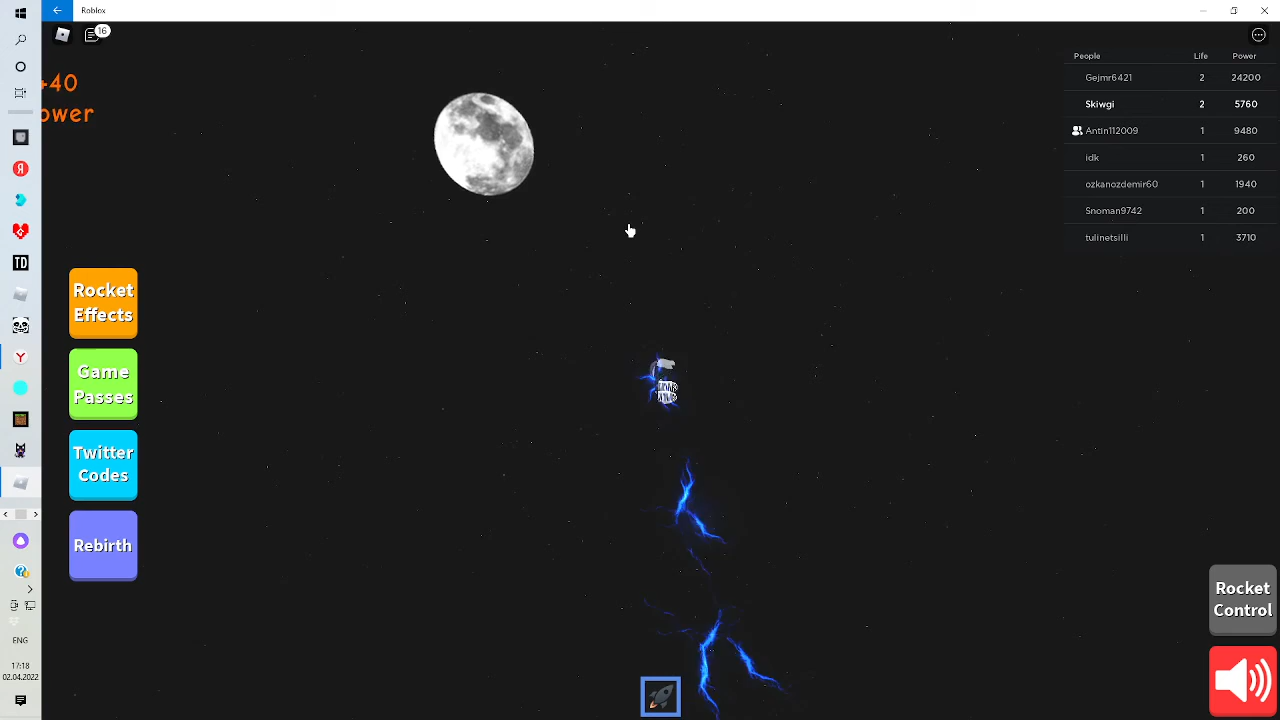 Roblox
16
+40
ower
People Life Power
Gejmr6421 2 24200
Skiwgi 2 5760
Antin112009 1 9480
idk 1 260
ozkanozdemir60 1 1940
Snoman9742 1 200
tulinetsilli 1 3710
Rocket
Effects
Game
Passes
Twitter
Codes
Rebirth
Rocket
Control
TD
ENG
17:18
02.04.2022